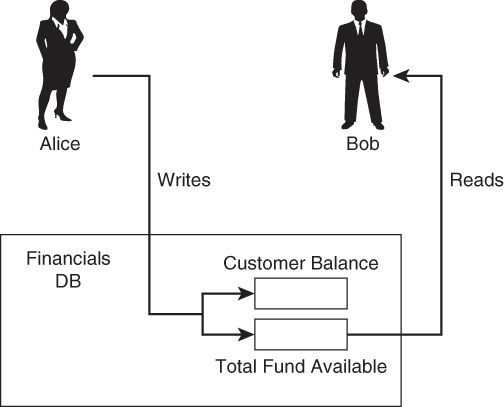 Alice
Bob
Writes
Reads
Financials
DB
Customer Balance
Total Fund Available